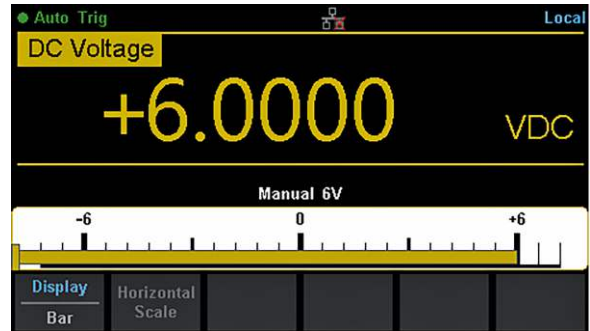 Auto Trig Local
DC Voltage
+6.0000 VDC
Manual 6V
-6 0 +6
Display Horizontal
Bar Scale